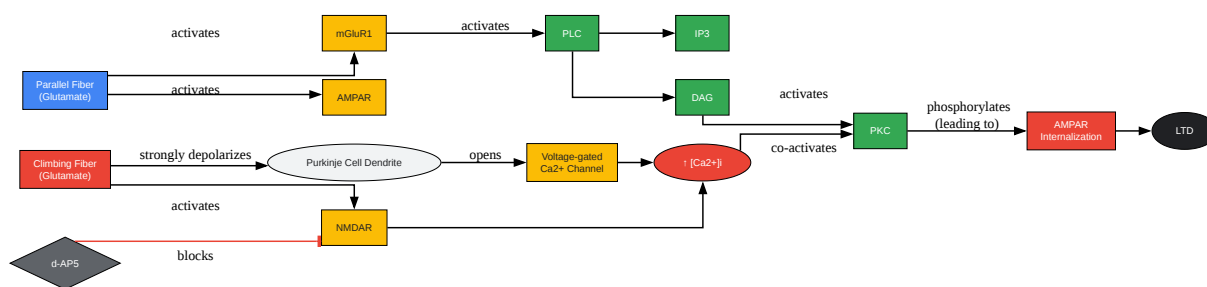 activates
mGluR1
activates
PLC
IP3
Parallel Fiber
(Glutamate)
activates
AMPAR
DAG
activates
PKC
phosphorylates
(leading to)
AMPAR
Internalization
LTD
Climbing Fiber
(Glutamate)
strongly depolarizes
Purkinje Cell Dendrite
opens
Voltage-gated
Ca2+ Channel
↑ [Ca2+]i
co-activates
activates
NMDAR
d-AP5
blocks